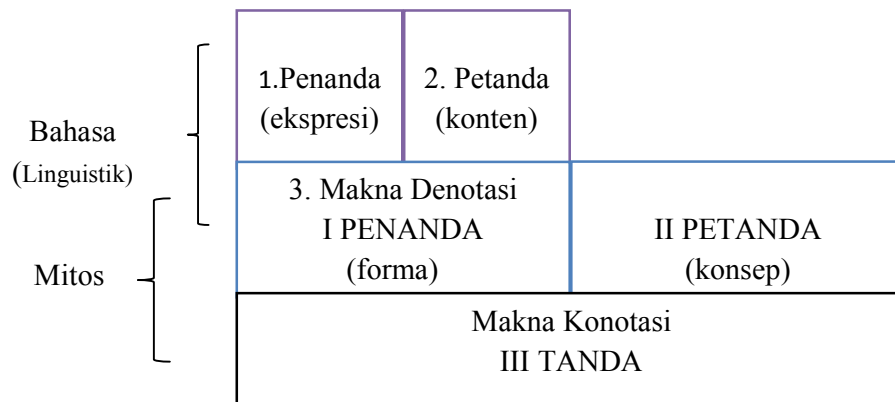 1.Penanda
(ekspresi)
2. Petanda
(konten)
Bahasa
(Linguistik)
3. Makna Denotasi
I PENANDA
(forma)
II PETANDA
(konsep)
Mitos
Makna Konotasi
III TANDA